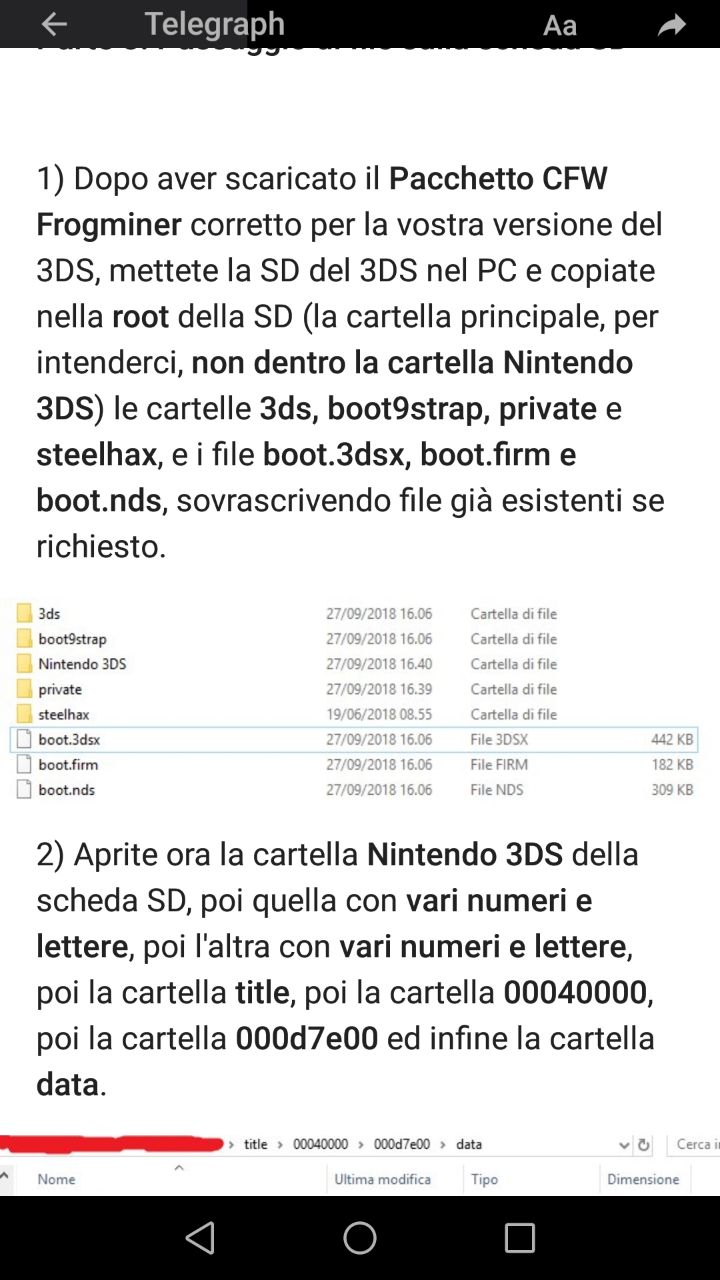 Telegraph Aa
1) Dopo aver scaricato il Pacchetto CFW
Frogminer corretto per la vostra versione del
3DS, mettete la SD del 3DS nel PC e copiate
nella root della SD (la cartella principale, per
intenderci, non dentro la cartella Nintendo
3DS) le cartelle 3ds, boot9strap, private e
steelhax, e i file boot.3dsx, boot.firm e
boot.nds, sovrascrivendo file già esistenti se
richiesto.
3ds 27/09/2018 16.06 Cartella di file
boot9strap 27/09/2018 16.06 Cartella di file
Nintendo 3DS 27/09/2018 16.40 Cartella di file
private 27/09/2018 16.39 Cartella di file
steelhax 19/06/2018 08.55 Cartella di file
boot.3dsx 27/09/2018 16.06 File 3DSX 442 KB
boot.firm 27/09/2018 16.06 File FIRM 182 KB
boot.nds 27/09/2018 16.06 File NDS 309 KB
2) Aprite ora la cartella Nintendo 3DS della
scheda SD, poi quella con vari numeri e
lettere, poi l'altra con vari numeri e lettere,
poi la cartella title, poi la cartella 00040000,
poi la cartella 000d7e00 ed infine la cartella
data.
› title › 00040000 › 000d7e00 › data Cerca
Nome Ultima modifica Tipo Dimensione